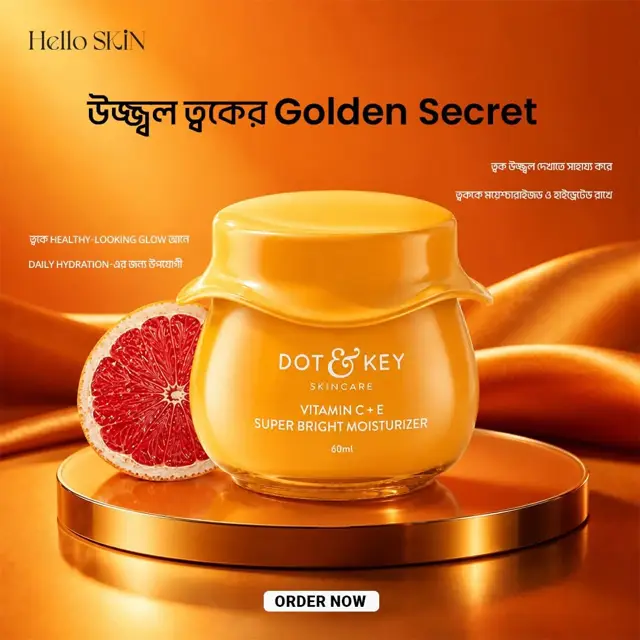 Hello SKiN
উজ্জ্বল ত্বকের Golden Secret
ত্বক উজ্জ্বল দেখাতে সাহায্য করে
ত্বককে ময়েশ্চারাইজড ও হাইড্রেটেড রাখে
ত্বকে HEALTHY-LOOKING GLOW আনে
DAILY HYDRATION-এর জন্য উপযোগী
DOT & KEY
SKINCARE
VITAMIN C + E
SUPER BRIGHT MOISTURIZER
60ml
ORDER NOW